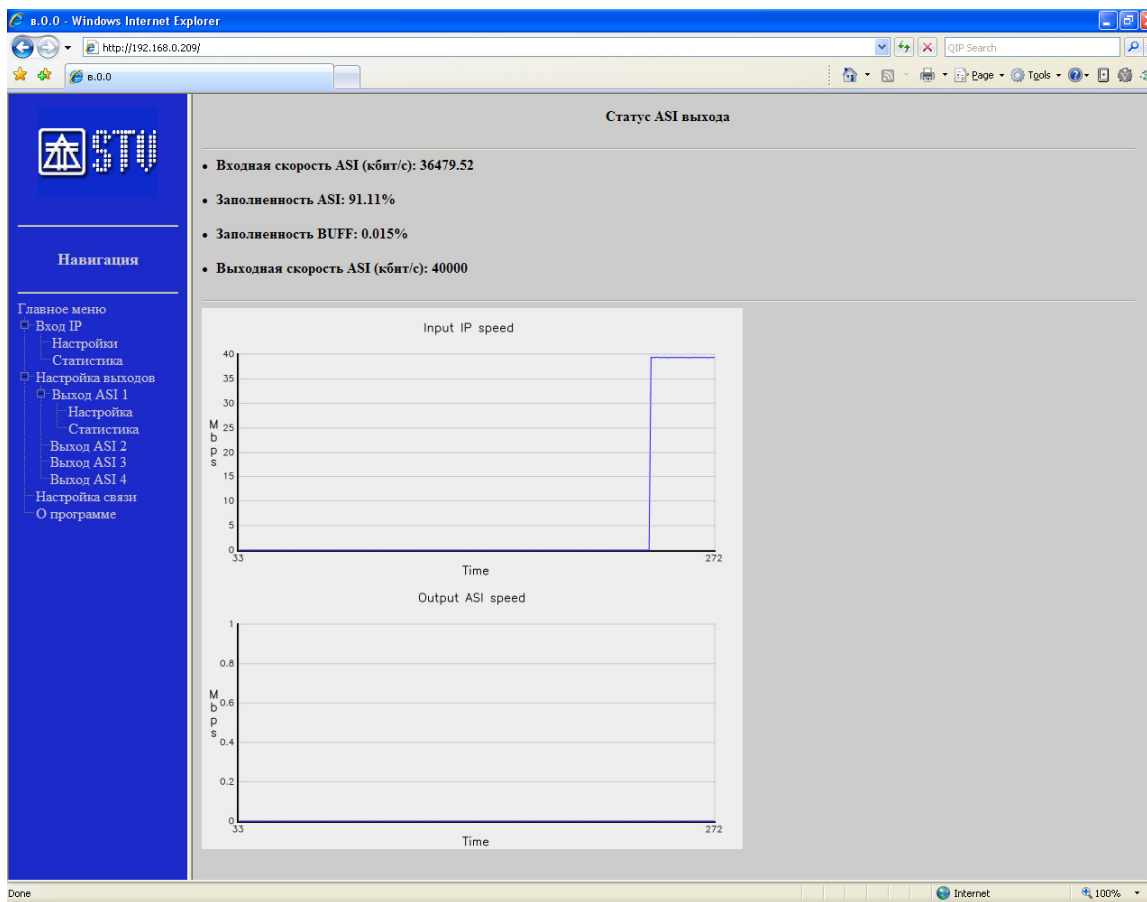 в.0.0 - Windows Internet Explorer
http://192.168.0.209/
QIP Search
в.0.0
Page
Tools
STV
Навигация
Главное меню
Вход IP
Настройки
Статистика
Настройка выходов
Выход ASI 1
Настройка
Статистика
Выход ASI 2
Выход ASI 3
Выход ASI 4
Настройка связи
О программе
Статус ASI выхода
• Входная скорость ASI (кбит/с): 36479.52
• Заполненность ASI: 91.11%
• Заполненность BUFF: 0.015%
• Выходная скорость ASI (кбит/с): 40000
Input IP speed
40
35
30
25
20
15
10
5
0
Mbps
33
272
Time
Output ASI speed
1
0.8
0.6
0.4
0.2
0
Mbps
33
272
Time
Done
Internet
100%